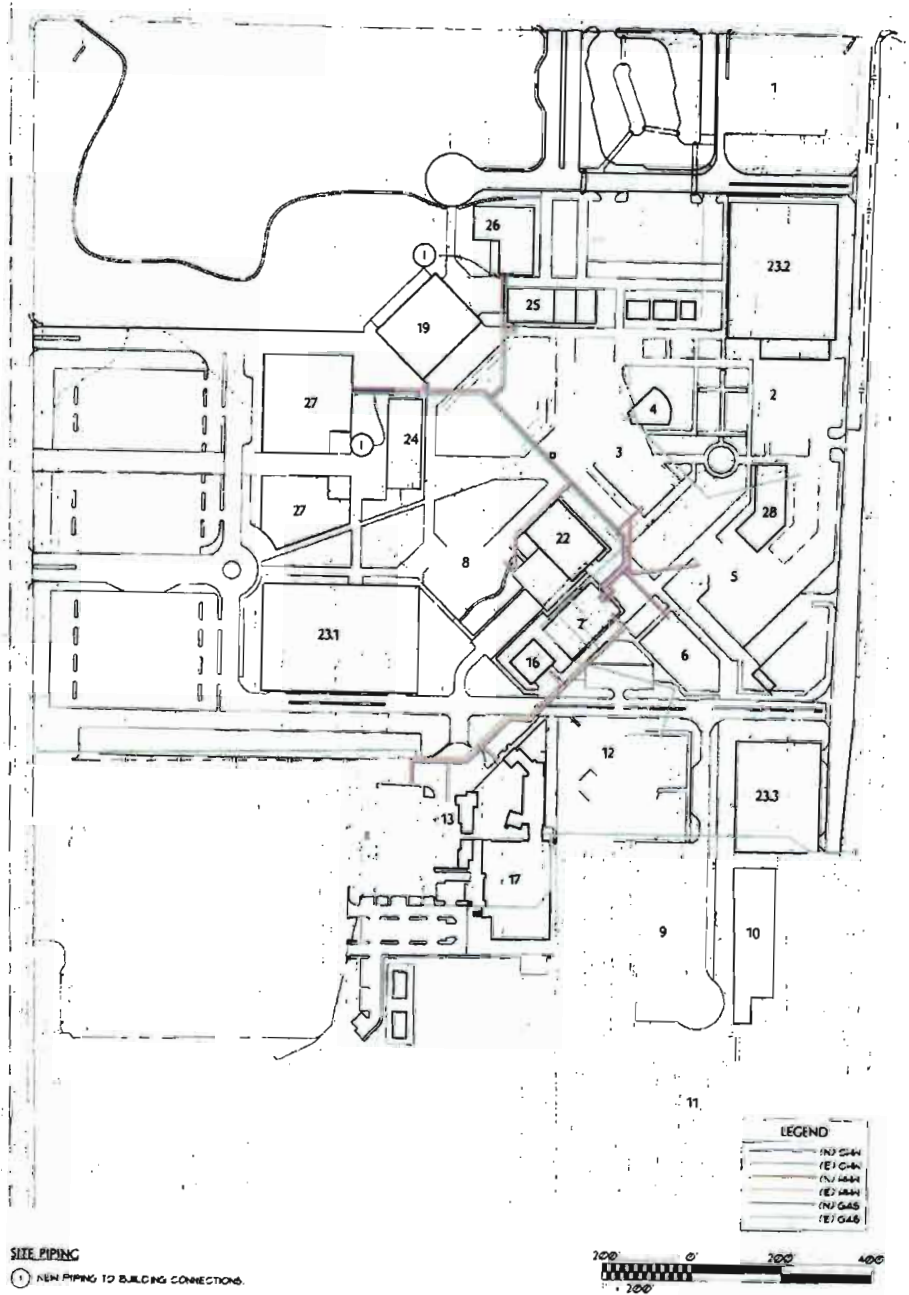 1
26
1
23.2
25
19
27
2
4
24
1
3
27
28
22
8
5
7
23.1
6
16
12
23.3
13
17
9
10
11
LEGEND
(N) CHW
(E) CHW
(N) HHW
(E) HHW
(N) GAS
(E) GAS
SITE PIPING
1 NEW PIPING TO BUILDING CONNECTIONS.
200' 0' 200' 400'
1" = 200'